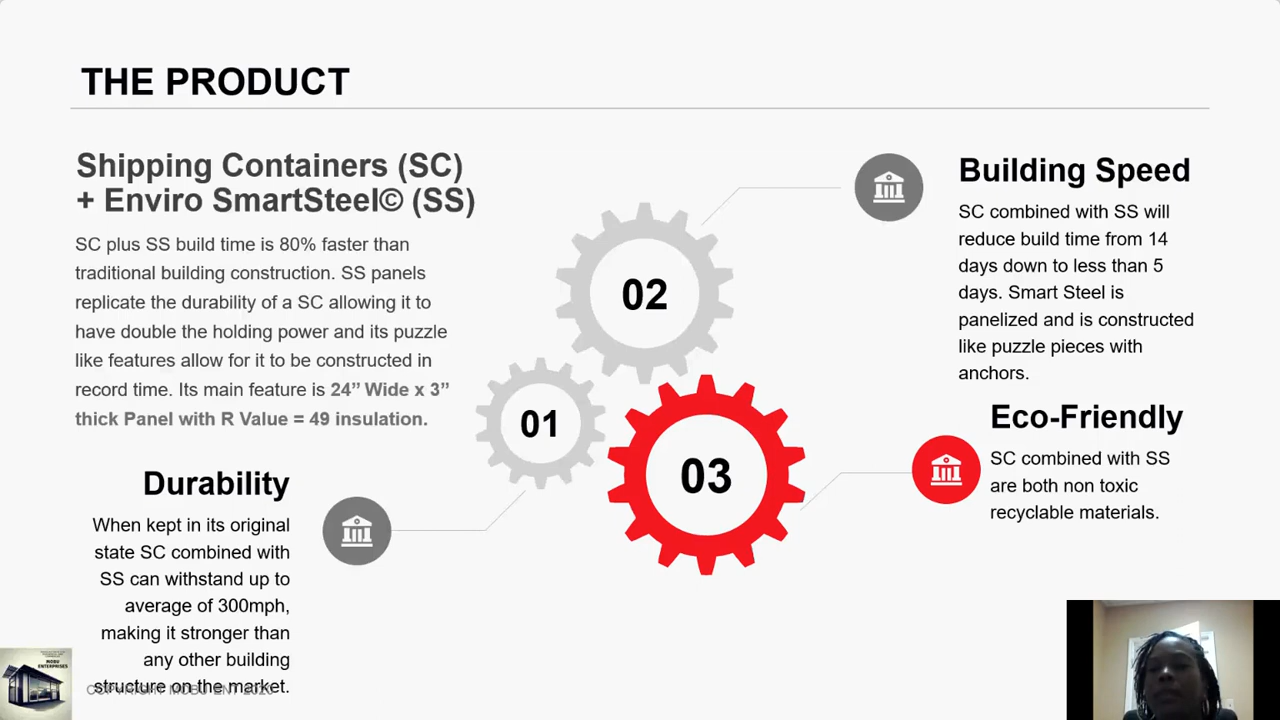 THE PRODUCT
Shipping Containers (SC)
+ Enviro SmartSteel© (SS)
SC plus SS build time is 80% faster than
traditional building construction. SS panels
replicate the durability of a SC allowing it to
have double the holding power and its puzzle
like features allow for it to be constructed in
record time. Its main feature is 24” Wide x 3”
thick Panel with R Value = 49 insulation.
Durability
When kept in its original
state SC combined with
SS can withstand up to
average of 300mph,
making it stronger than
any other building
structure on the market.
01
02
03
Building Speed
SC combined with SS will
reduce build time from 14
days down to less than 5
days. Smart Steel is
panelized and is constructed
like puzzle pieces with
anchors.
Eco-Friendly
SC combined with SS
are both non toxic
recyclable materials.
MOBU
ENTERPRISES
COPYRIGHT MOBU ENT 2020